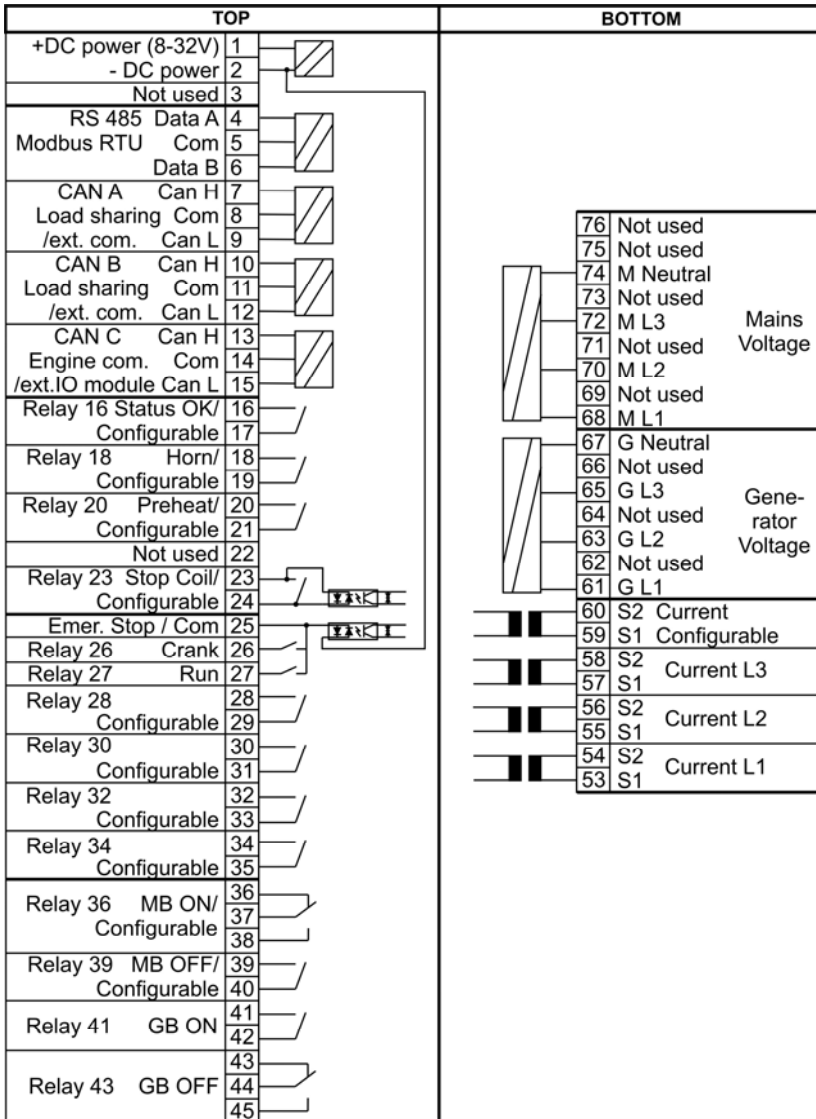 TOP
+DC power (8-32V) 1
- DC power 2
Not used 3
RS 485 Data A 4
Modbus RTU Com 5
Data B 6
CAN A Can H 7
Load sharing Com 8
/ext. com. Can L 9
CAN B Can H 10
Load sharing Com 11
/ext. com. Can L 12
CAN C Can H 13
Engine com. Com 14
/ext.IO module Can L 15
Relay 16 Status OK/ 16
Configurable 17
Relay 18 Horn/ 18
Configurable 19
Relay 20 Preheat/ 20
Configurable 21
Not used 22
Relay 23 Stop Coil/ 23
Configurable 24
Emer. Stop / Com 25
Relay 26 Crank 26
Relay 27 Run 27
Relay 28 28
Configurable 29
Relay 30 30
Configurable 31
Relay 32 32
Configurable 33
Relay 34 34
Configurable 35
36
Relay 36 MB ON/ 37
Configurable 38
Relay 39 MB OFF/ 39
Configurable 40
Relay 41 GB ON 41
42
43
Relay 43 GB OFF 44
45
BOTTOM
76 Not used
75 Not used
74 M Neutral
73 Not used
72 M L3 Mains
71 Not used Voltage
70 M L2
69 Not used
68 M L1
67 G Neutral
66 Not used
65 G L3 Gene-
64 Not used rator
63 G L2 Voltage
62 Not used
61 G L1
60 S2 Current
59 S1 Configurable
58 S2 Current L3
57 S1
56 S2 Current L2
55 S1
54 S2 Current L1
53 S1